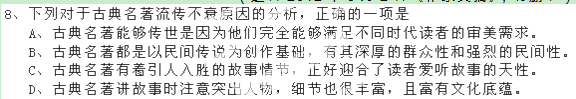 8、下列对于古典名著流传不衰原因的分析，正确的一项是
A、古典名著能够传世是因为他们完全能够满足不同时代读者的审美需求。
B、古典名著都是以民间传说为创作基础，有其深厚的群众性和强烈的民间性。
C、古典名著有着引人入胜的故事情节，正好迎合了读者爱听故事的天性。
D、古典名著讲故事时注意突出人物，细节也很丰富，且富有文化底蕴。